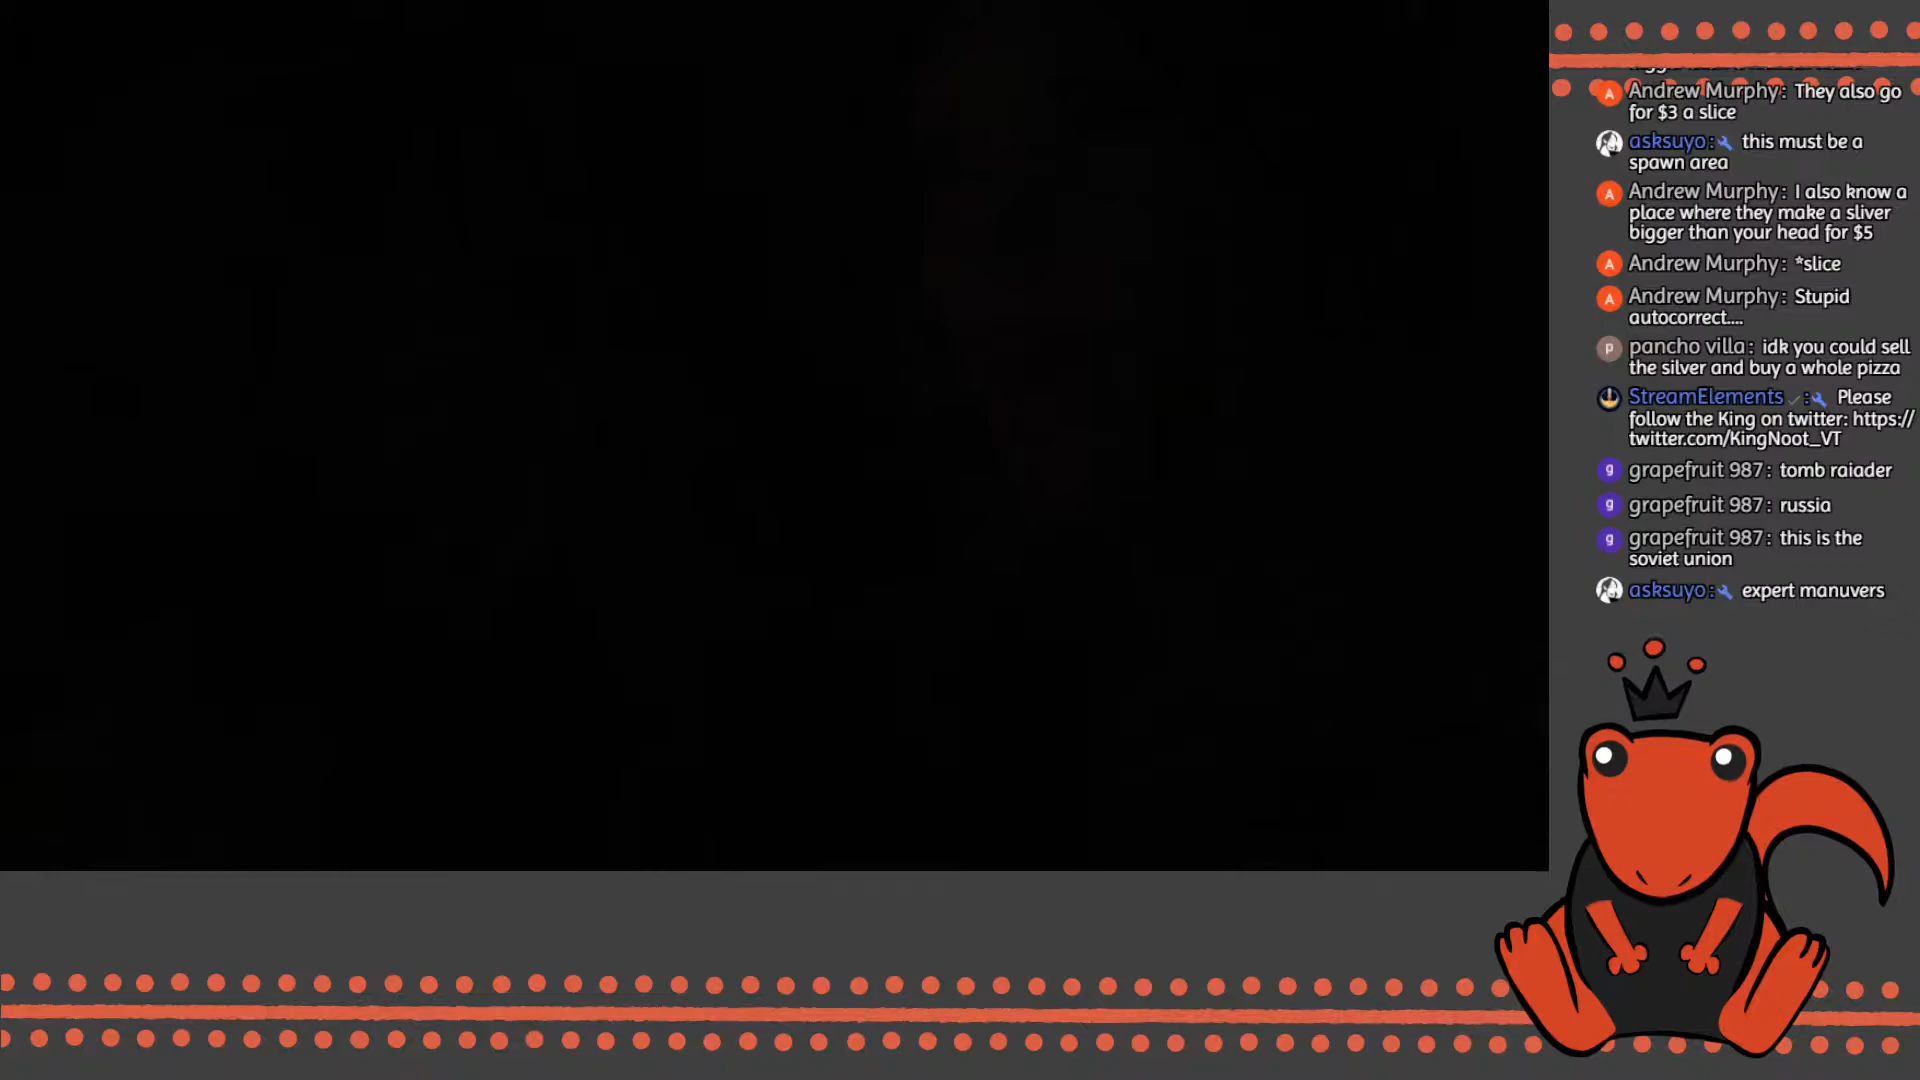 Andrew Murphy: They also go
for $3 a slice
asksuyo: this must be a
spawn area
Andrew Murphy: I also know a
place where they make a sliver
bigger than your head for $5
Andrew Murphy: *slice
Andrew Murphy: Stupid
autocorrect....
pancho villa: idk you could sell
the silver and buy a whole pizza
StreamElements: Please
follow the King on twitter: https://
twitter.com/KingNoot_VT
grapefruit 987: tomb raiader
grapefruit 987: russia
grapefruit 987: this is the
soviet union
asksuyo: expert manuvers